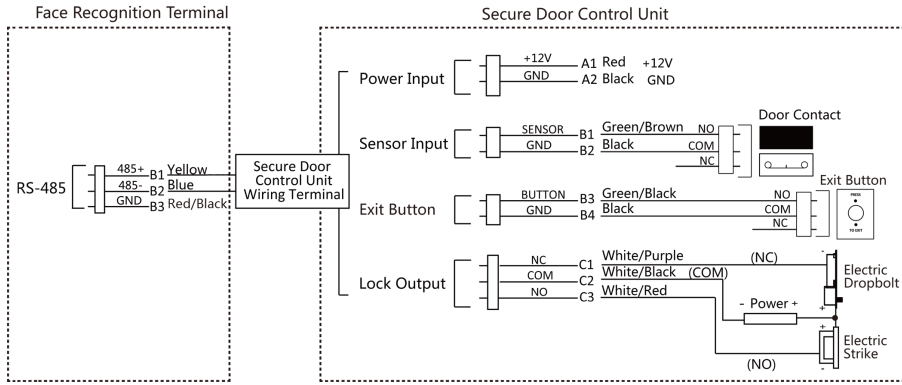 Face Recognition Terminal
Secure Door Control Unit
RS-485
485+ B1 Yellow
485- B2 Blue
GND B3 Red/Black
Secure Door
Control Unit
Wiring Terminal
Power Input
+12V A1 Red +12V
GND A2 Black GND
Sensor Input
SENSOR B1 Green/Brown NO
GND B2 Black COM
NC
Door Contact
Exit Button
BUTTON B3 Green/Black NO
GND B4 Black COM
NC
Exit Button
PRESS
TO EXIT
Lock Output
NC C1 White/Purple (NC)
COM C2 White/Black (COM)
NO C3 White/Red
(NO)
- Power +
-
+
Electric
Dropbolt
+
-
Electric
Strike